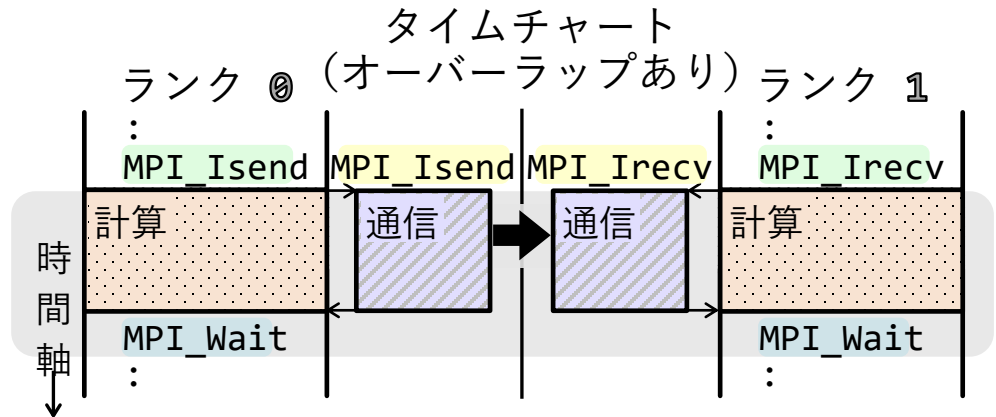 タイムチャート
(オーバーラップあり)
ランク 0
ランク 1
:
:
MPI_Isend
MPI_Isend
MPI_Irecv
MPI_Irecv
計算
通信
通信
計算
時間軸
MPI_Wait
MPI_Wait
:
: